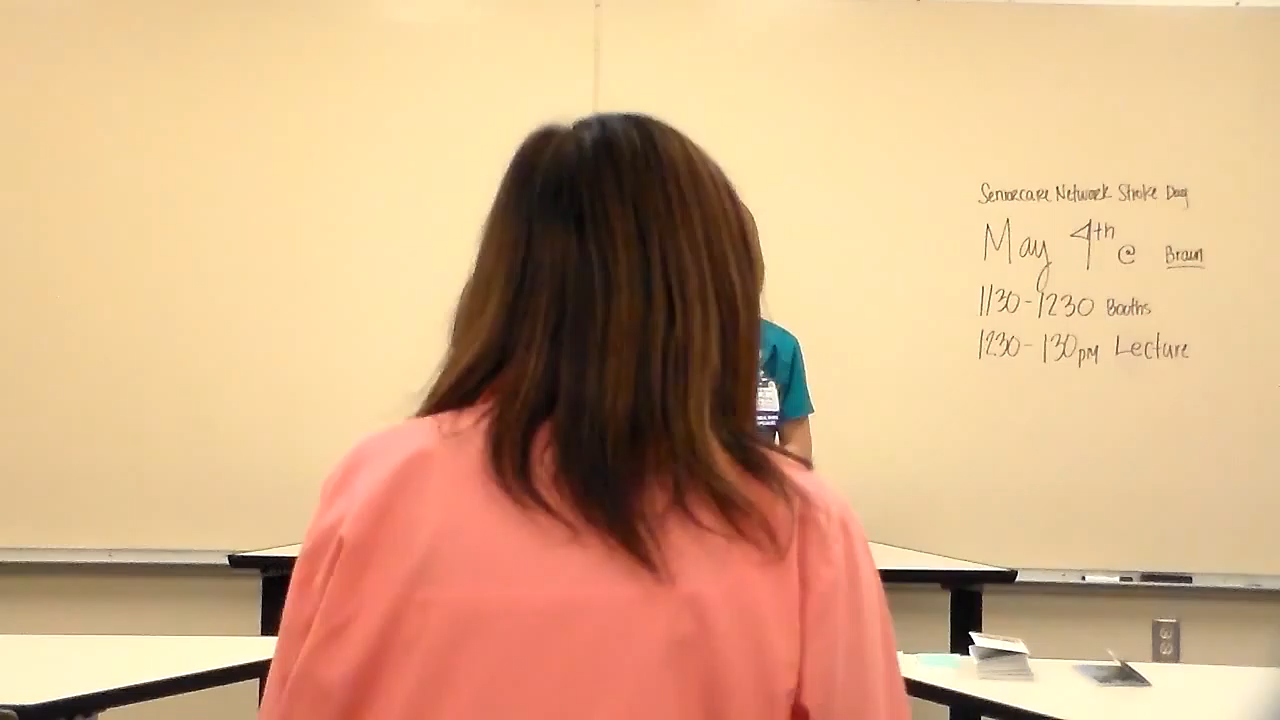 Seniorcare Network Stroke Day
May 4th @ Braun
1130-1230 Booths
1230-130pm Lecture